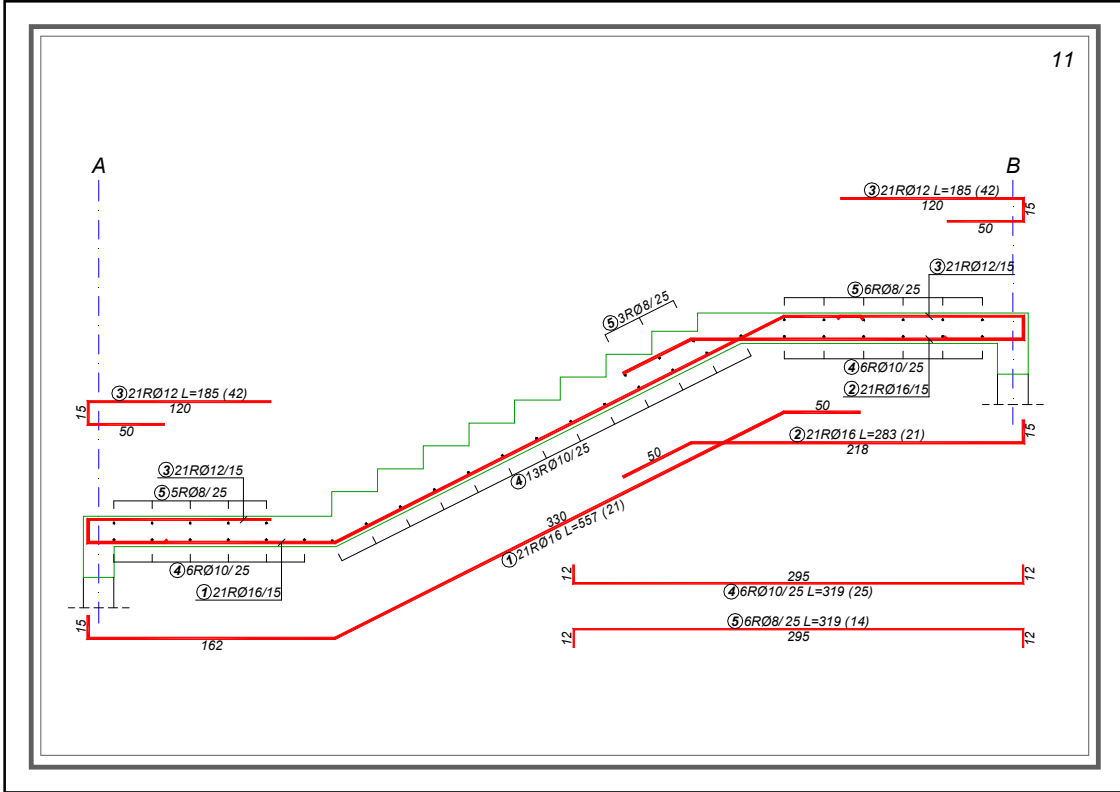 11
A
B
③21RØ12 L=185 (42)
120
15
50
③21RØ12/15
⑤6RØ8/25
⑤3RØ8/25
④6RØ10/25
②21RØ16/15
③21RØ12 L=185 (42)
120
15
50
50
②21RØ16 L=283 (21)
218
15
50
④13RØ10/25
③21RØ12/15
⑤5RØ8/25
330
①21RØ16 L=557 (21)
④6RØ10/25
①21RØ16/15
15
162
12
295
12
④6RØ10/25 L=319 (25)
⑤6RØ8/25 L=319 (14)
12
295
12